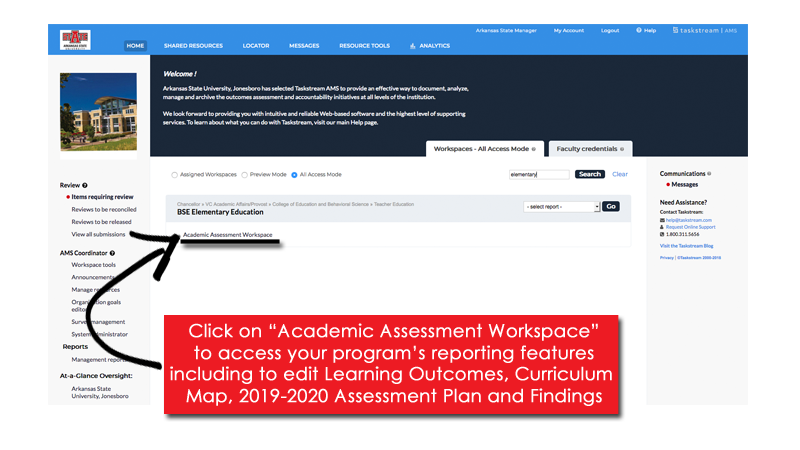 Arkansas State Manager
My Account
Logout
Help
taskstream | AMS
ARKANSAS STATE
UNIVERSITY
HOME
SHARED RESOURCES
LOCATOR
MESSAGES
RESOURCE TOOLS
ANALYTICS
Welcome !
Arkansas State University, Jonesboro has selected Taskstream AMS to provide an effective way to document, analyze,
manage and archive the outcomes assessment and accountability initiatives at all levels of the institution.
We look forward to providing you with intuitive and reliable Web-based software and the highest level of supporting
services. To learn about what you can do with Taskstream, visit our main Help page.
Workspaces - All Access Mode
Faculty credentials
Review
Items requiring review
Reviews to be reconciled
Reviews to be released
View all submissions
AMS Coordinator
Workspace tools
Announcements
Manage resources
Organization goals
editor
Survey management
System administrator
Reports
Management reports
At-a-Glance Oversight:
Arkansas State
University, Jonesboro
Assigned Workspaces
Preview Mode
All Access Mode
elementary
Search
Clear
Chancellor » VC Academic Affairs/Provost » College of Education and Behavioral Science » Teacher Education
BSE Elementary Education
- select report -
Go
Academic Assessment Workspace
Communications
Messages
Need Assistance?
Contact Taskstream:
help@taskstream.com
Request Online Support
1.800.311.5656
Visit the Taskstream Blog
Privacy | ©Taskstream 2000-2018
Click on “Academic Assessment Workspace”
to access your program’s reporting features
including to edit Learning Outcomes, Curriculum
Map, 2019-2020 Assessment Plan and Findings